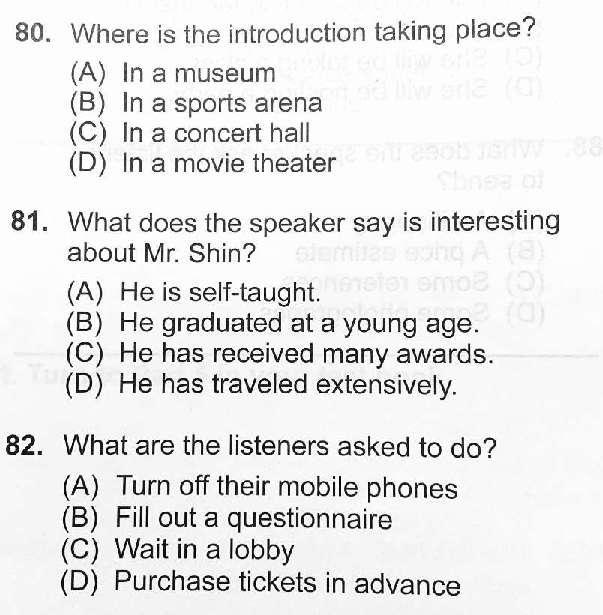 80. Where is the introduction taking place?
(A) In a museum
(B) In a sports arena
(C) In a concert hall
(D) In a movie theater
81. What does the speaker say is interesting
about Mr. Shin?
(A) He is self-taught.
(B) He graduated at a young age.
(C) He has received many awards.
(D) He has traveled extensively.
82. What are the listeners asked to do?
(A) Turn off their mobile phones
(B) Fill out a questionnaire
(C) Wait in a lobby
(D) Purchase tickets in advance